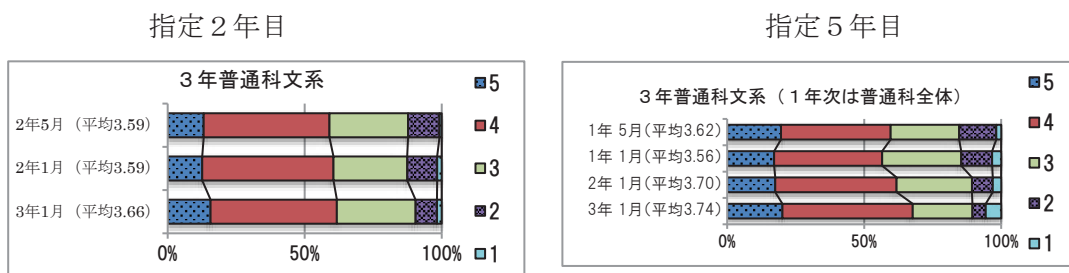 指定２年目
３年普通科文系
2年5月 (平均3.59)
2年1月 (平均3.59)
3年1月 (平均3.66)
0%
50%
100%
5
4
3
2
1
指定５年目
３年普通科文系（１年次は普通科全体）
1年 5月(平均3.62)
1年 1月(平均3.56)
2年 1月(平均3.70)
3年 1月(平均3.74)
0%
50%
100%
5
4
3
2
1